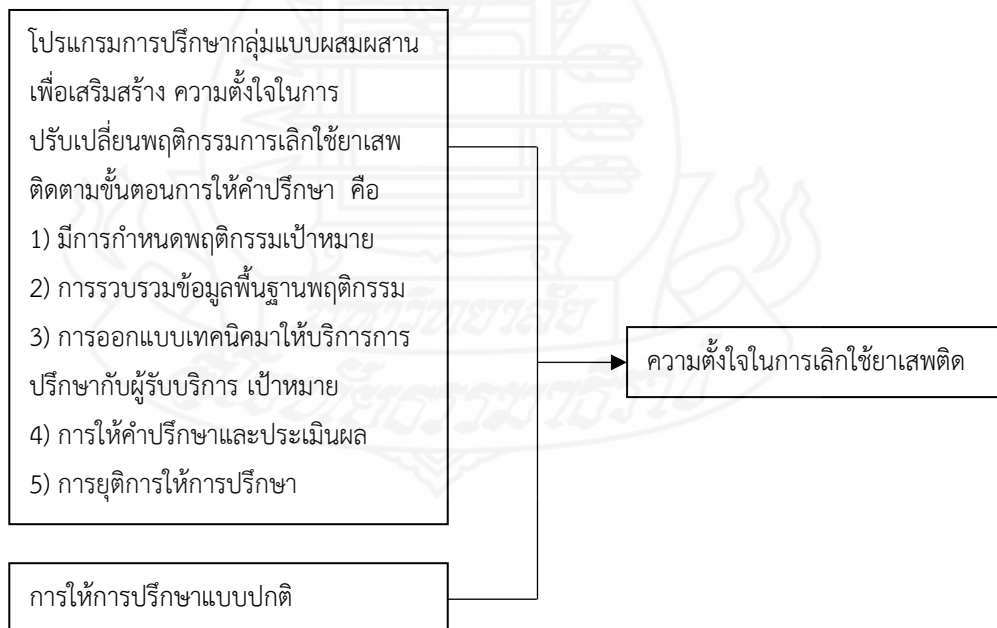 โปรแกรมการปรึกษากลุ่มแบบผสมผสาน
เพื่อเสริมสร้าง ความตั้งใจในการ
ปรับเปลี่ยนพฤติกรรมการเลิกใช้ยาเสพ
ติดตามขั้นตอนการให้คำปรึกษา คือ
1) มีการกำหนดพฤติกรรมเป้าหมาย
2) การรวบรวมข้อมูลพื้นฐานพฤติกรรม
3) การออกแบบเทคนิคมาให้บริการการ
ปรึกษากับผู้รับบริการ เป้าหมาย
4) การให้คำปรึกษาและประเมินผล
5) การยุติการให้การปรึกษา
ความตั้งใจในการเลิกใช้ยาเสพติด
การให้การปรึกษาแบบปกติ